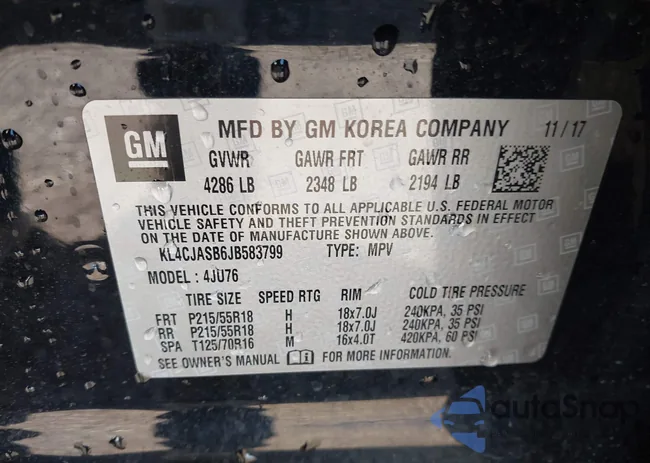 GM MFD BY GM KOREA COMPANY 11/17
GVWR GAWR FRT GAWR RR
4286 LB 2348 LB 2194 LB
THIS VEHICLE CONFORMS TO ALL APPLICABLE U.S. FEDERAL MOTOR
VEHICLE SAFETY AND THEFT PREVENTION STANDARDS IN EFFECT
ON THE DATE OF MANUFACTURE SHOWN ABOVE.
KL4CJASB6JB583799 TYPE: MPV
MODEL : 4JU76
TIRE SIZE SPEED RTG RIM COLD TIRE PRESSURE
FRT P215/55R18 H 18x7.0J 240KPA, 35 PSI
RR P215/55R18 H 18x7.0J 240KPA, 35 PSI
SPA T125/70R16 M 16x4.0T 420KPA, 60 PSI
SEE OWNER'S MANUAL FOR MORE INFORMATION.
autoSnap